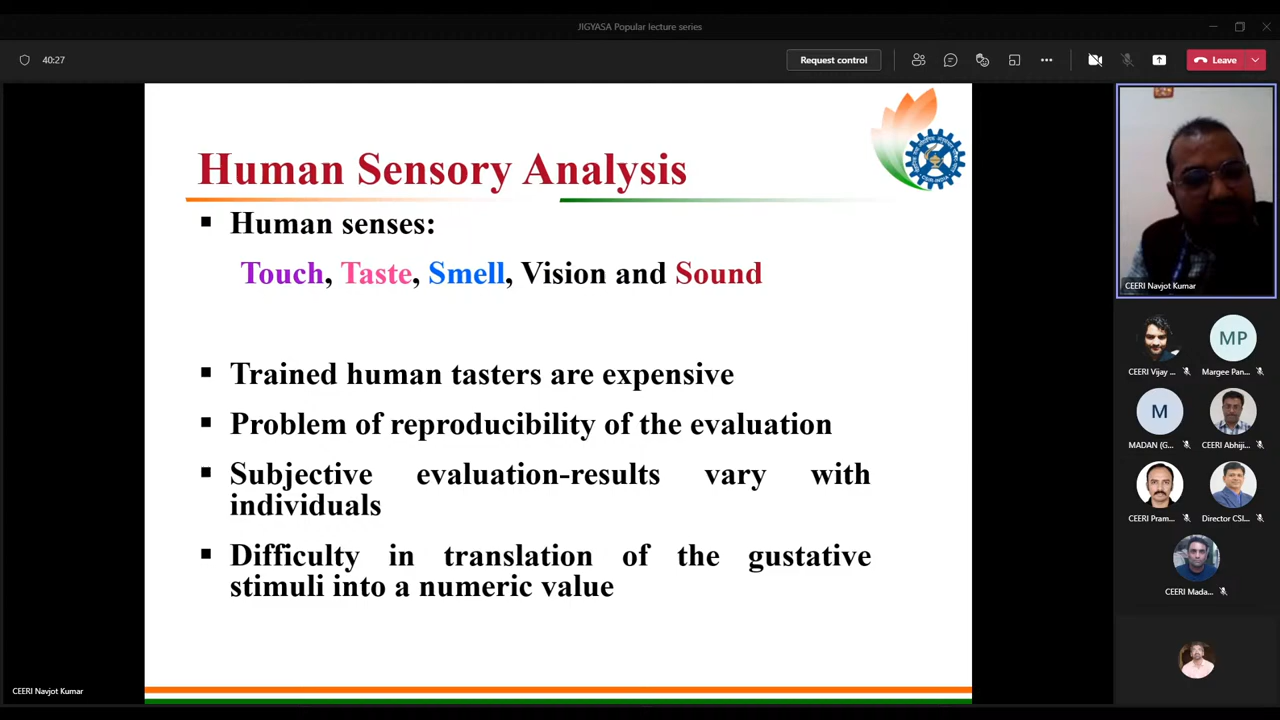 JIGYASA Popular lecture series
40:27
Request control
Leave
Human Sensory Analysis
▪ Human senses:
Touch, Taste, Smell, Vision and Sound
▪ Trained human tasters are expensive
▪ Problem of reproducibility of the evaluation
▪ Subjective evaluation-results vary with
individuals
▪ Difficulty in translation of the gustative
stimuli into a numeric value
CEERI Navjot Kumar
CEERI Navjot Kumar
MP
CEERI Vijay ...
Margee Pan...
M
MADAN (G...
CEERI Abhiji...
CEERI Pram...
Director CSI...
CEERI Mada...